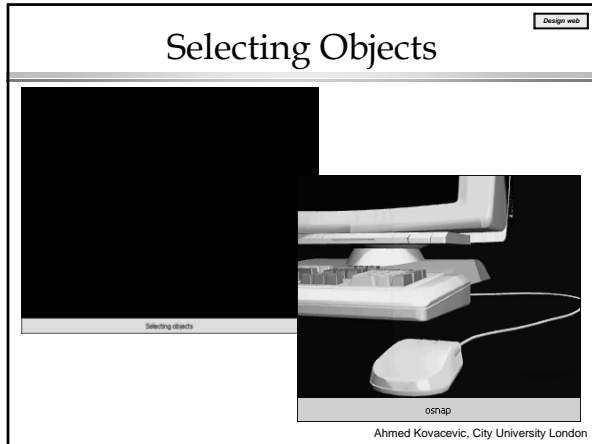 Design web
Selecting Objects
Selecting objects
osnap
Ahmed Kovacevic, City University London